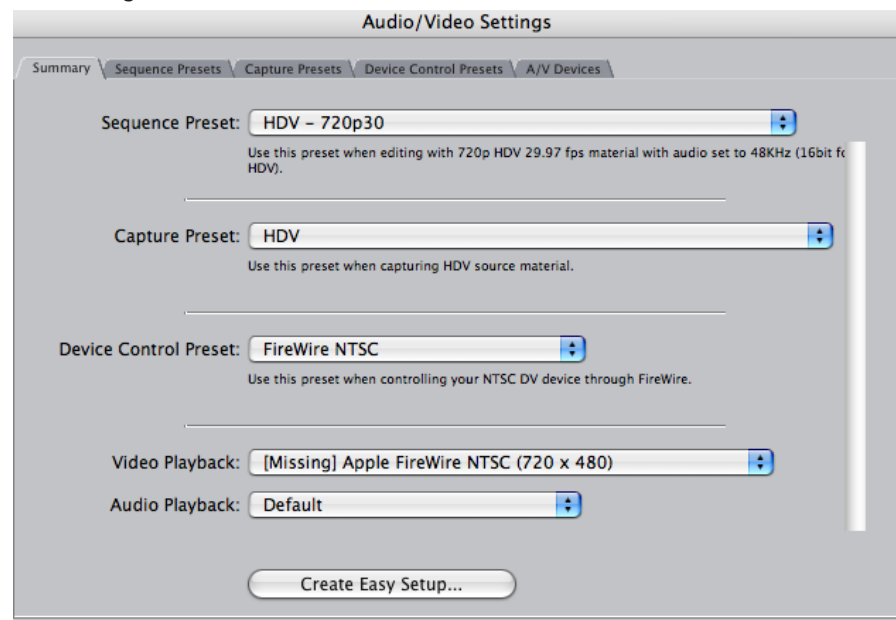 Audio/Video Settings
Summary Sequence Presets Capture Presets Device Control Presets A/V Devices
Sequence Preset: HDV - 720p30
Use this preset when editing with 720p HDV 29.97 fps material with audio set to 48KHz (16bit fo
HDV).
Capture Preset: HDV
Use this preset when capturing HDV source material.
Device Control Preset: FireWire NTSC
Use this preset when controlling your NTSC DV device through FireWire.
Video Playback: [Missing] Apple FireWire NTSC (720 x 480)
Audio Playback: Default
Create Easy Setup...